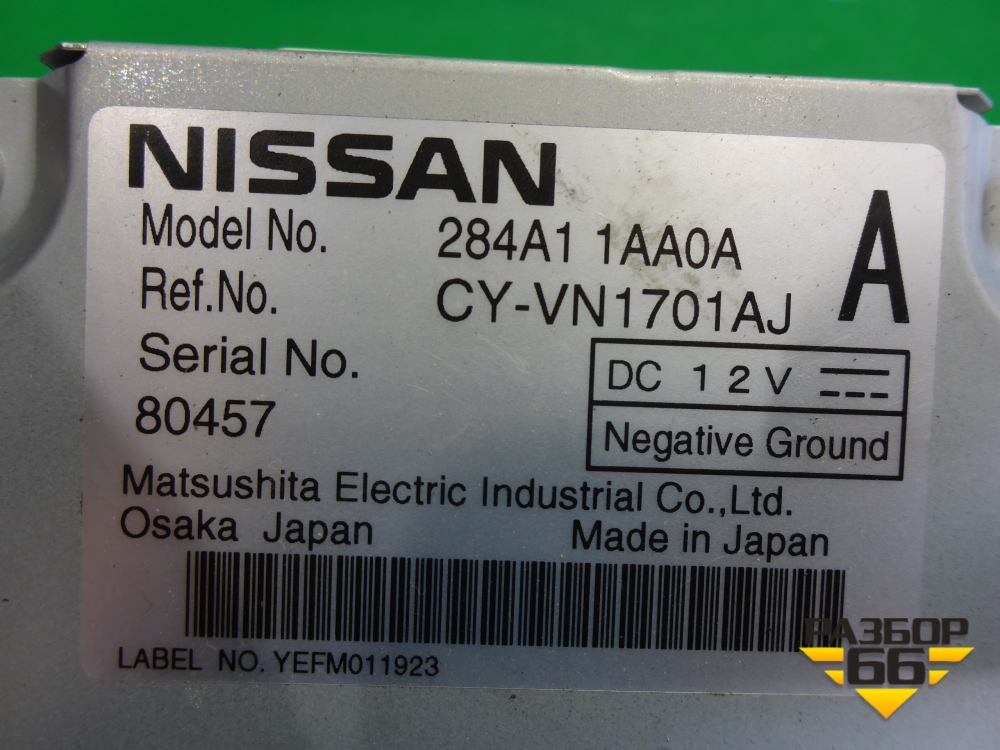 NISSAN
Model No. 284A1 1AA0A
A
Ref.No. CY-VN1701AJ
Serial No.
80457
DC 12V
Negative Ground
Matsushita Electric Industrial Co.,Ltd.
Osaka Japan Made in Japan
LABEL NO. YEFM011923
РАЗБОР
66